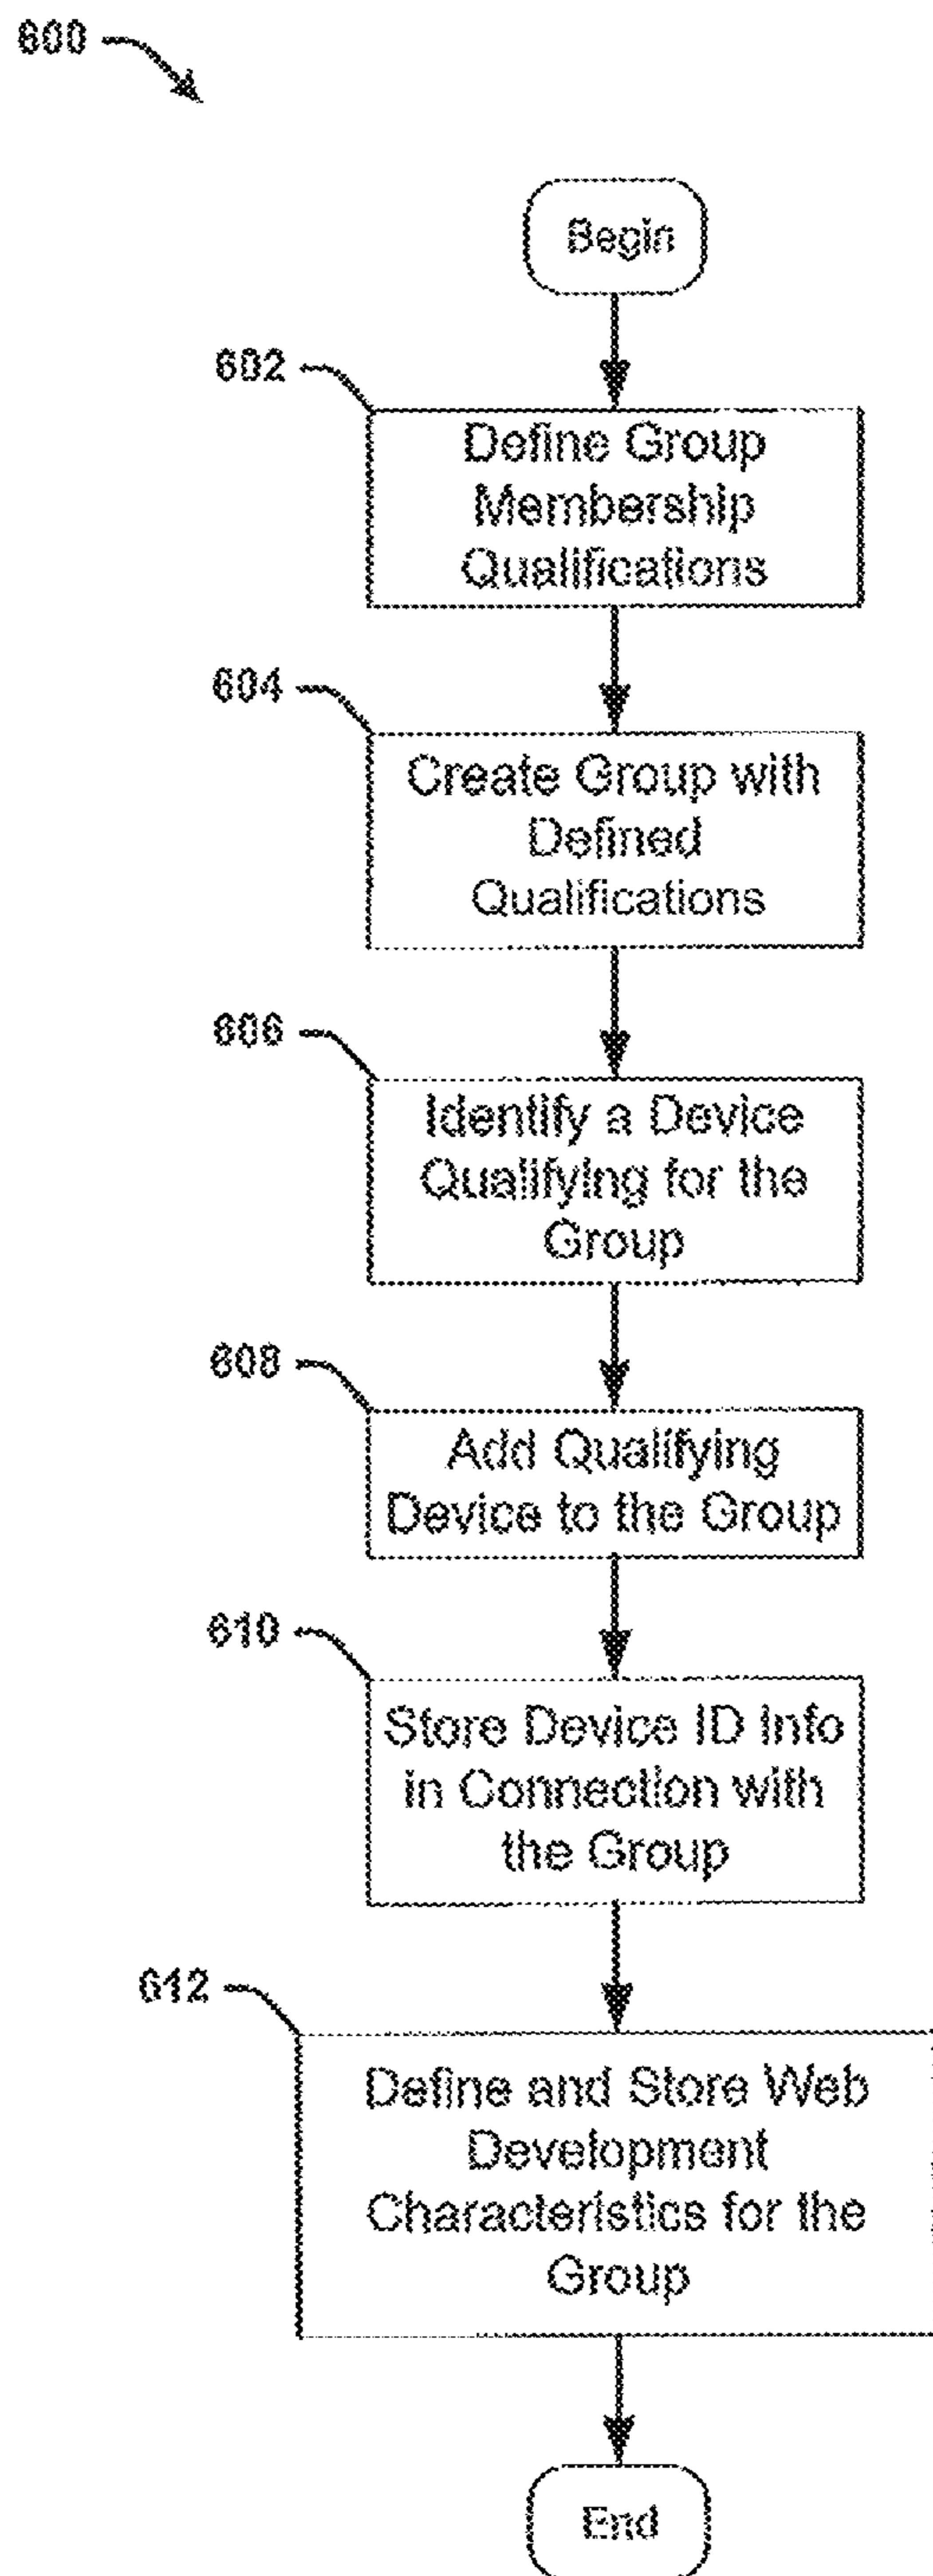 600
Begin
602
Define Group
Membership
Qualifications
604
Create Group with
Defined
Qualifications
606
Identify a Device
Qualifying for the
Group
608
Add Qualifying
Device to the Group
610
Store Device ID Info
in Connection with
the Group
612
Define and Store Web
Development
Characteristics for the
Group
End